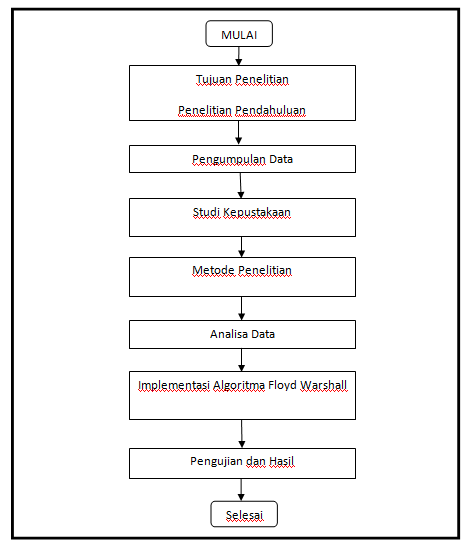 MULAI
Tujuan Penelitian
Penelitian Pendahuluan
Pengumpulan Data
Studi Kepustakaan
Metode Penelitian
Analisa Data
Implementasi Algoritma Floyd Warshall
Pengujian dan Hasil
Selesai